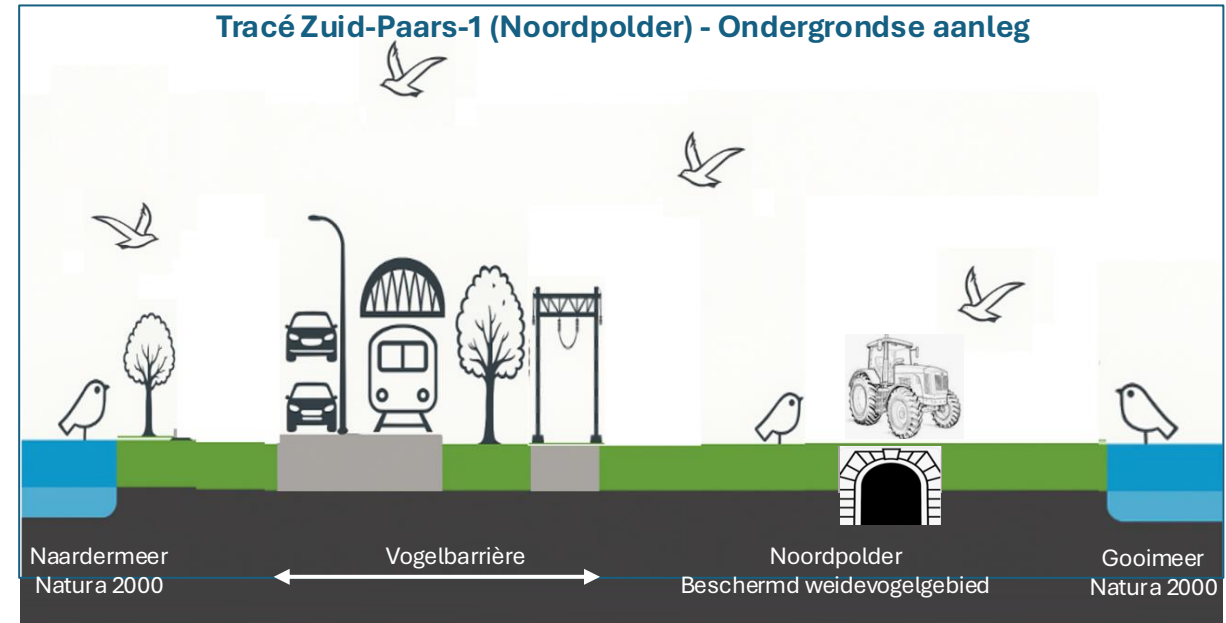 Tracé Zuid-Paars-1 (Noordpolder) - Ondergrondse aanleg
Naardermeer
Natura 2000
Vogelbarrière
Noordpolder
Beschermd weidevogelgebied
Gooimeer
Natura 2000